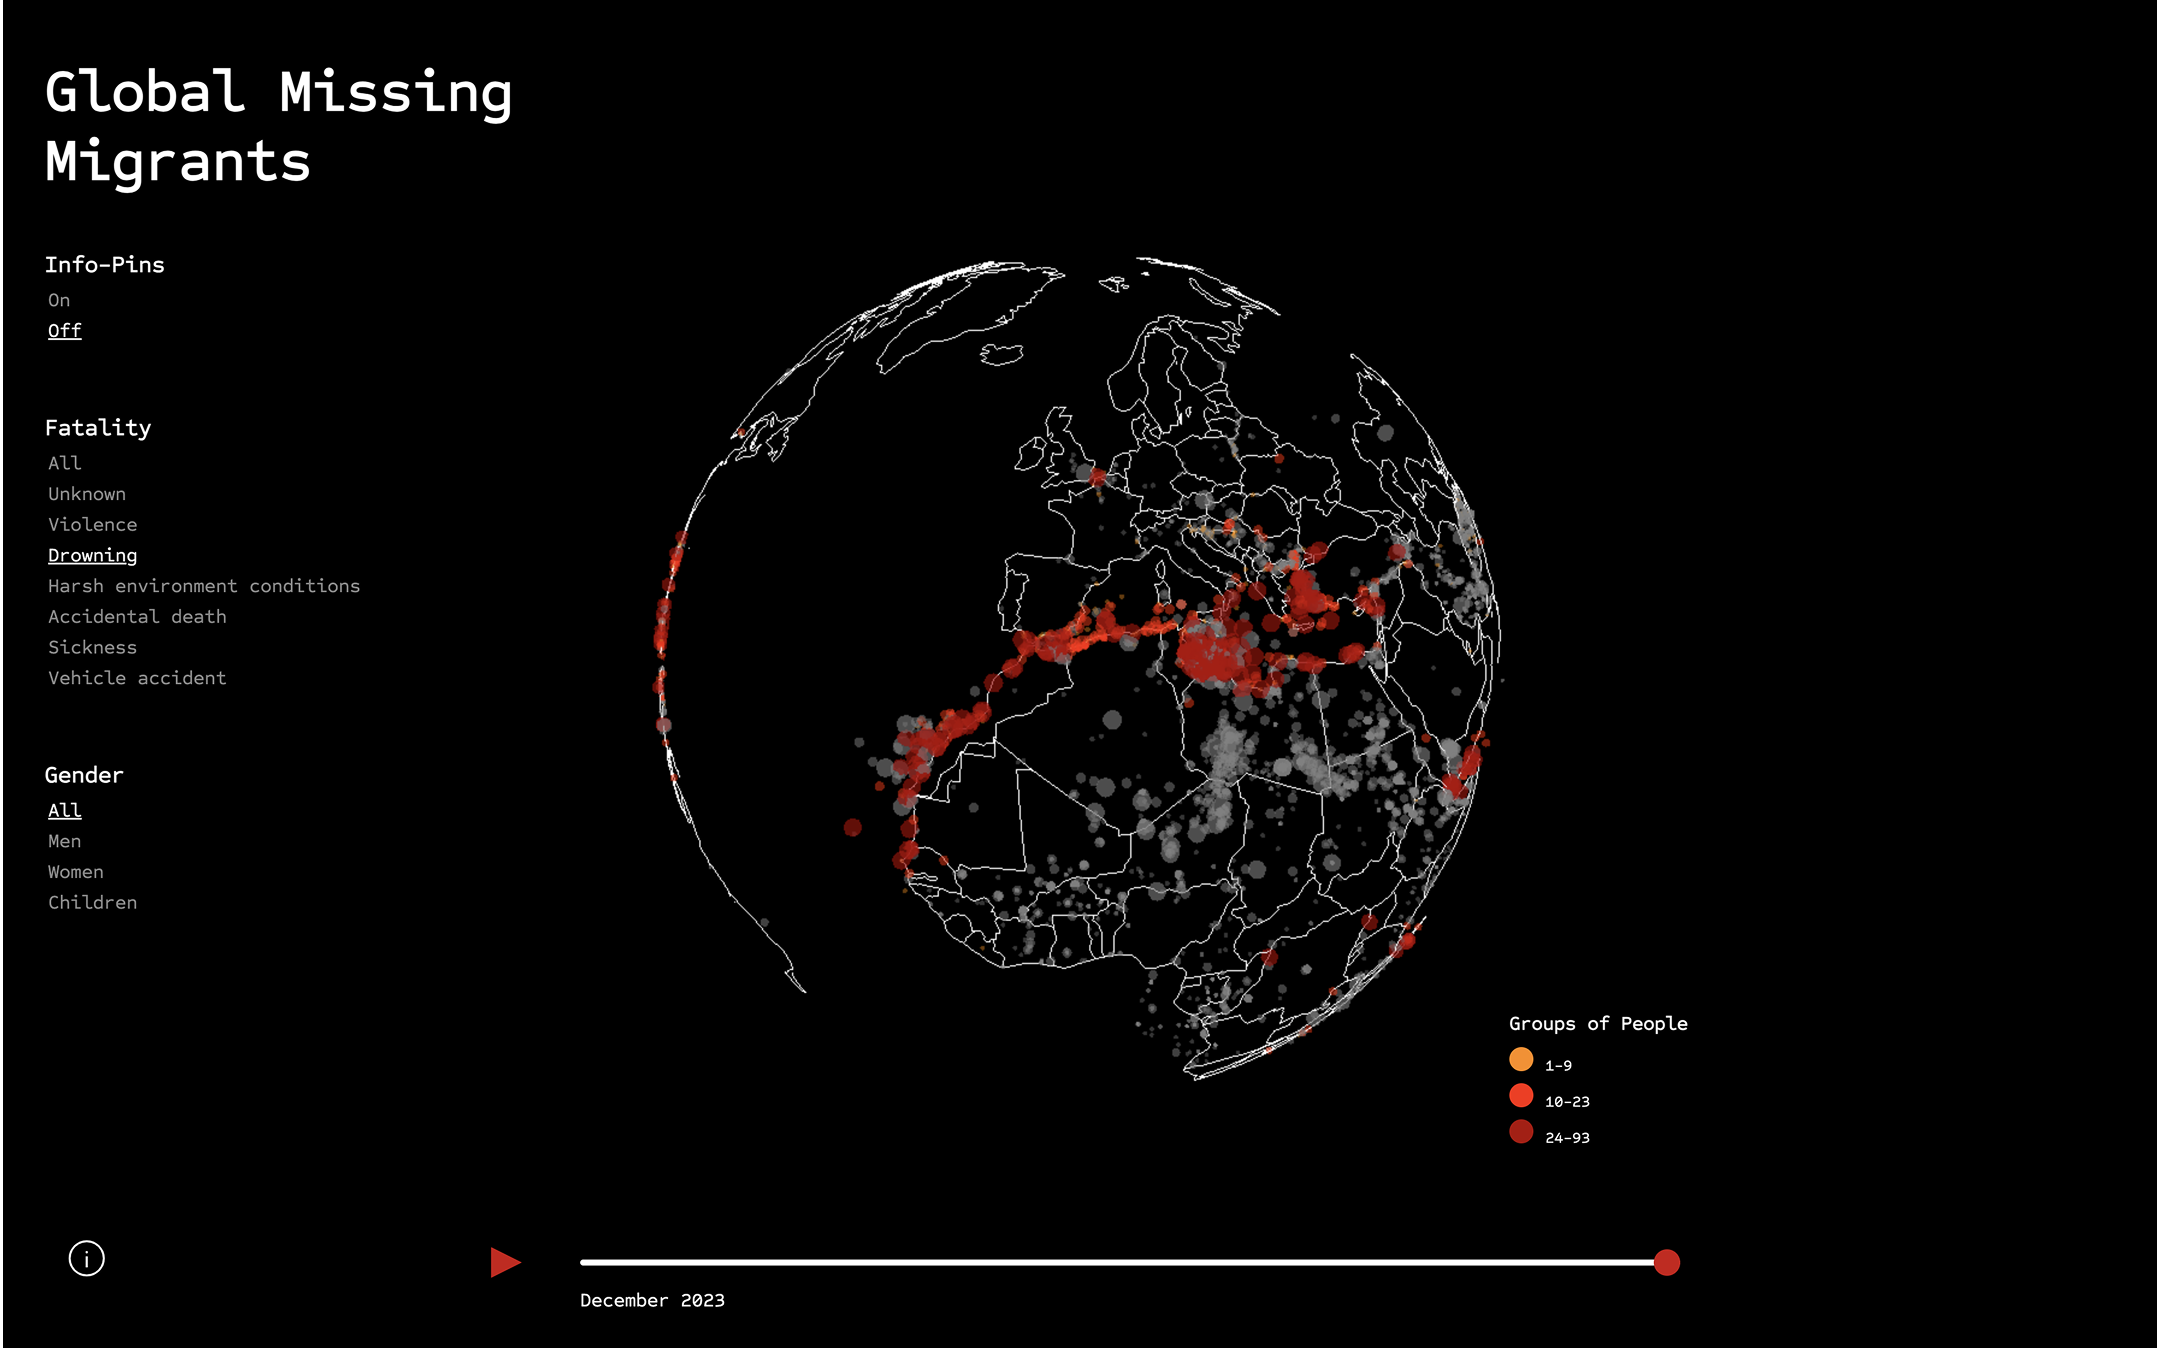 Global Missing
Migrants
Info-Pins
On
Off
Fatality
All
Unknown
Violence
Drowning
Harsh environment conditions
Accidental death
Sickness
Vehicle accident
Gender
All
Men
Women
Children
Groups of People
1-9
10-23
24-93
i
December 2023